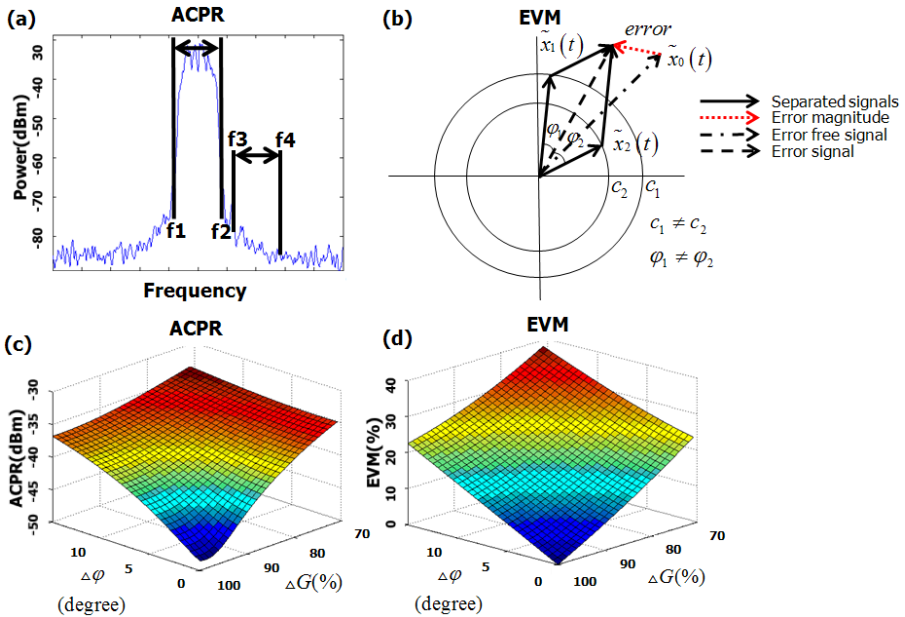 (a)
ACPR
Power(dBm)
-30
-40
-50
-60
-70
-80
f1
f2
f3
f4
Frequency
(b)
EVM
x̃₁(t)
error
x̃₀(t)
x̃₂(t)
φ₁
φ₂
c₂
c₁
c₁ ≠ c₂
φ₁ ≠ φ₂
Separated signals
Error magnitude
Error free signal
Error signal
(c)
ACPR
ACPR(dBm)
-30
-35
-40
-45
-50
10
5
0
△φ
(degree)
100
90
80
70
△G(%)
(d)
EVM
EVM(%)
40
30
20
10
0
10
5
0
△φ
(degree)
100
90
80
70
△G(%)